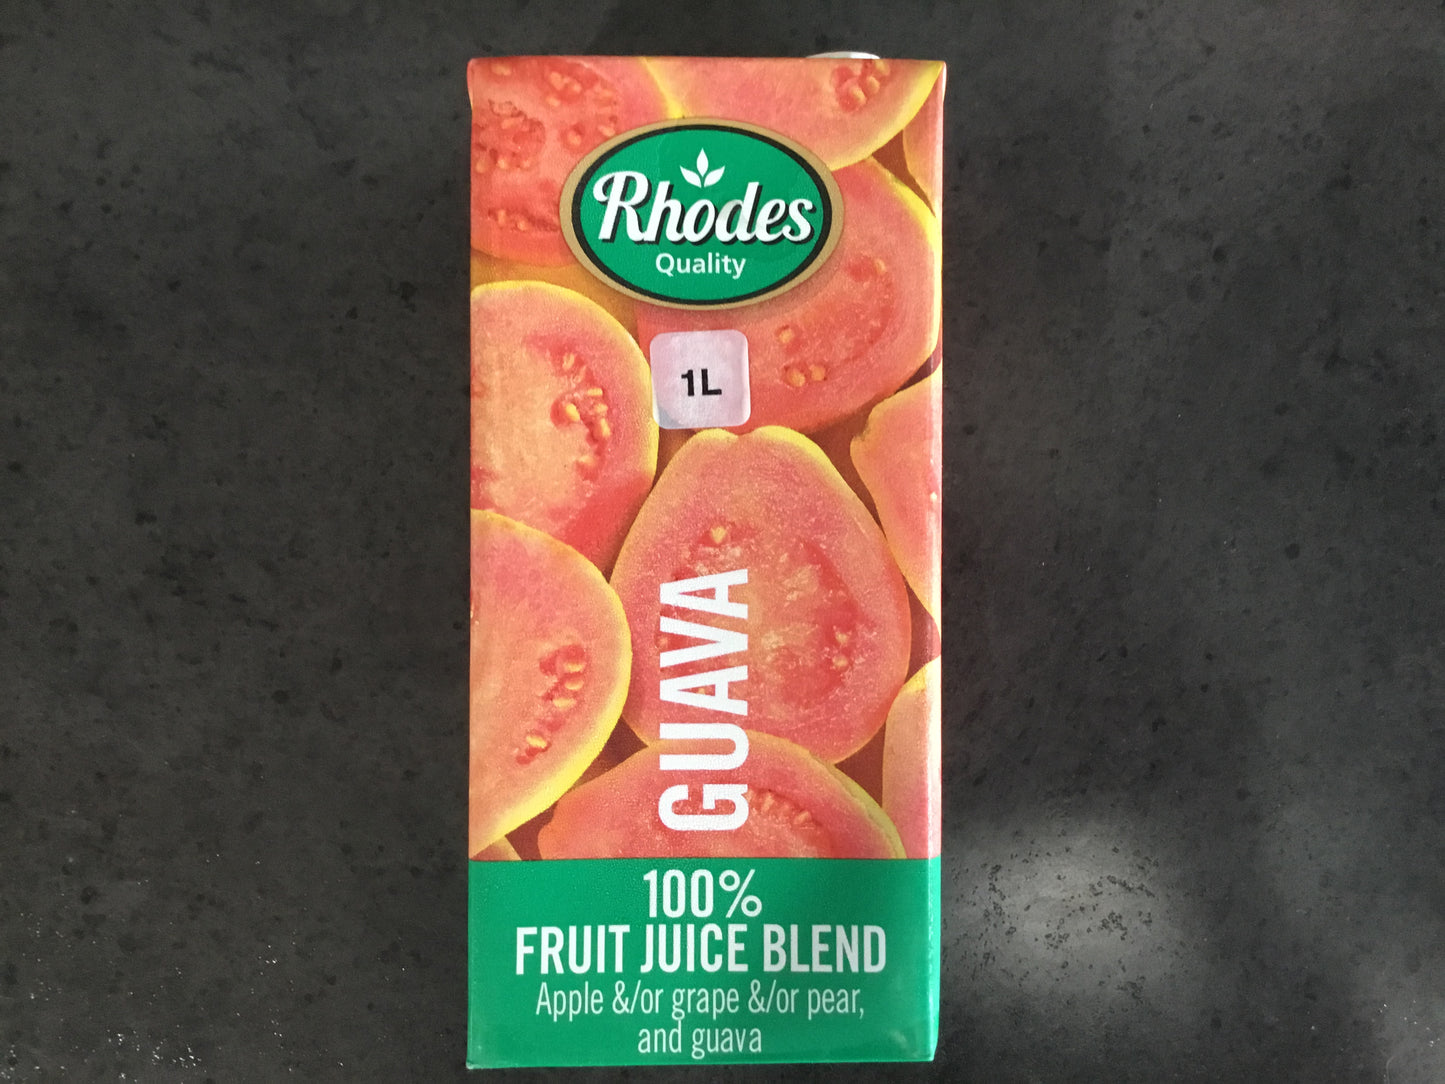 Rhodes
Quality
1L
GUAVA
100%
FRUIT JUICE BLEND
Apple &/or grape &/or pear,
and guava